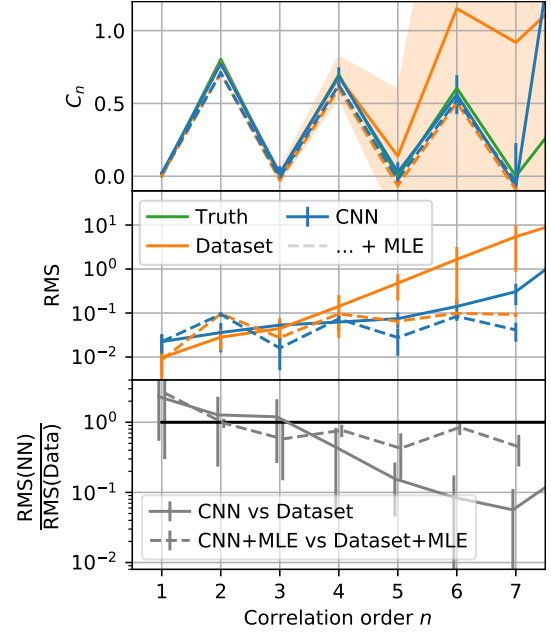 1.0
0.5
0.0
C_n
Truth
CNN
Dataset
... + MLE
10^1
10^0
10^{-1}
10^{-2}
RMS
10^0
10^{-1}
10^{-2}
RMS(NN)
RMS(Data)
CNN vs Dataset
CNN+MLE vs Dataset+MLE
1 2 3 4 5 6 7
Correlation order n